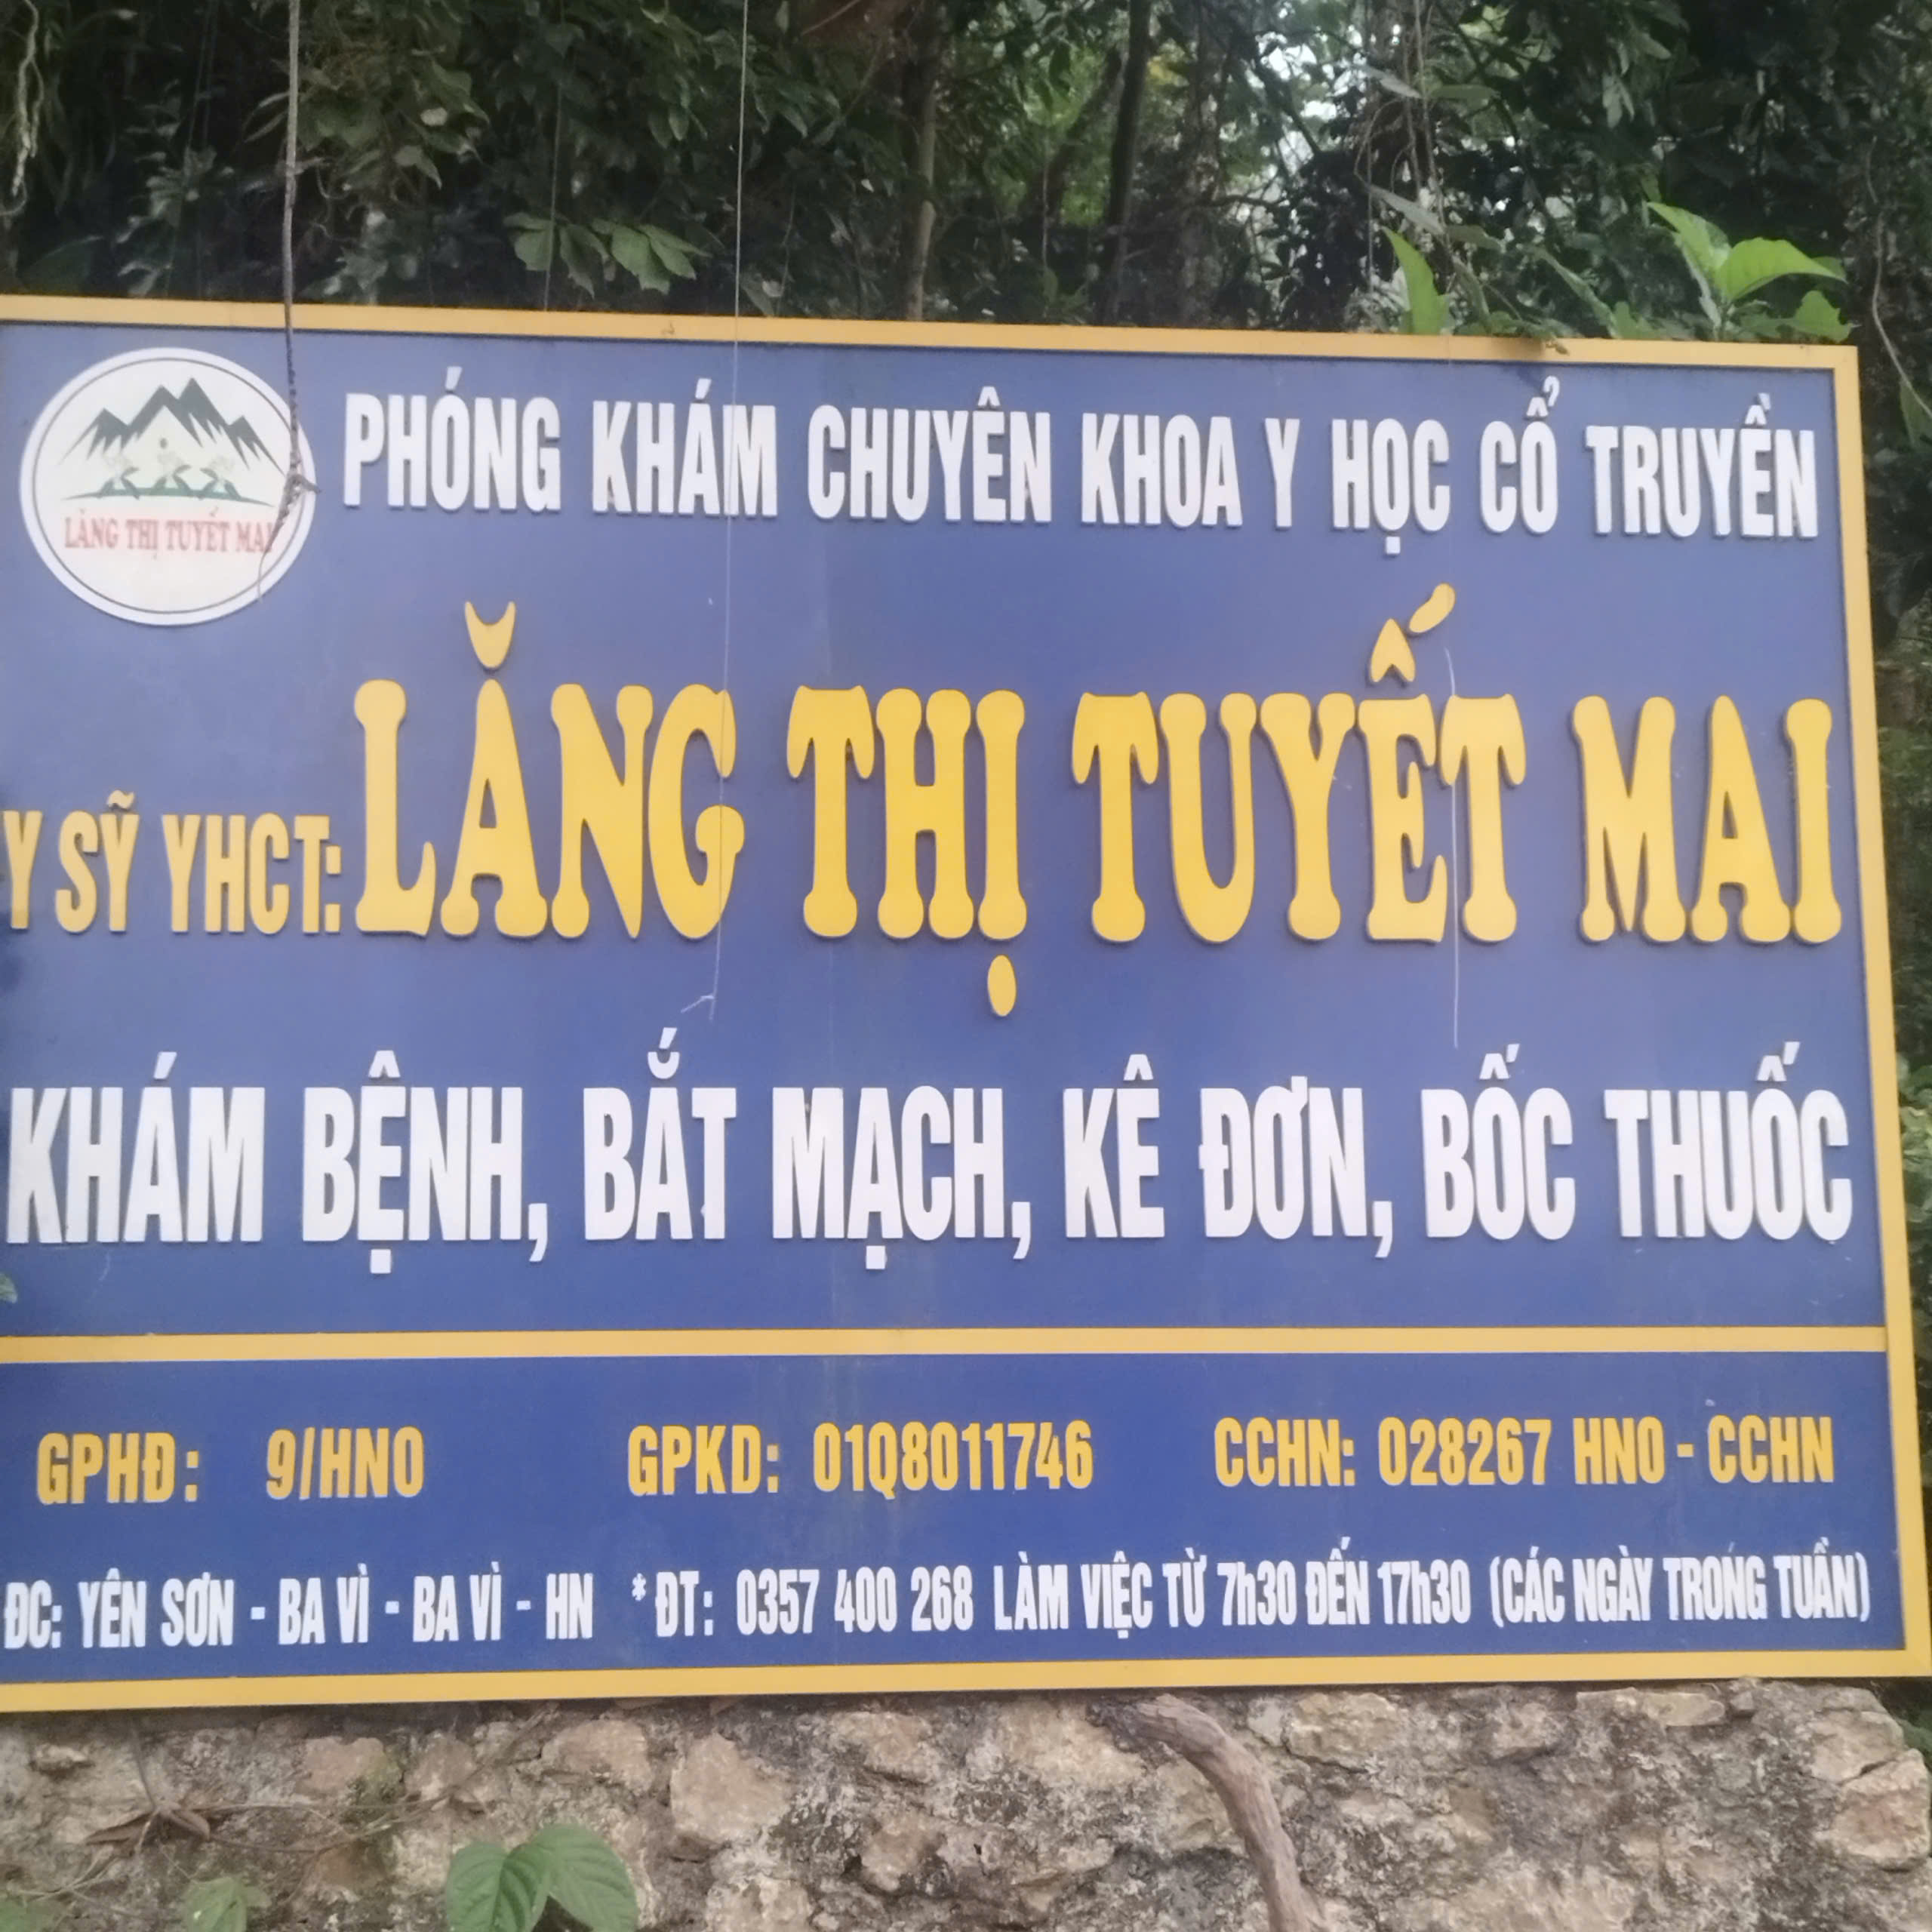 LĂNG THỊ TUYẾT MAI
PHÓNG KHÁM CHUYÊN KHOA Y HỌC CỔ TRUYỀN
Y SỸ YHCT: LĂNG THỊ TUYẾT MAI
KHÁM BỆNH, BẮT MẠCH, KÊ ĐƠN, BỐC THUỐC
GPHĐ: 9/HNO GPKD: 01Q8011746 CCHN: 028267 HNO - CCHN
ĐC: YÊN SƠN - BA VÌ - BA VÌ - HN * ĐT: 0357 400 268 LÀM VIỆC TỪ 7h30 ĐẾN 17h30 (CÁC NGÀY TRONG TUẦN)